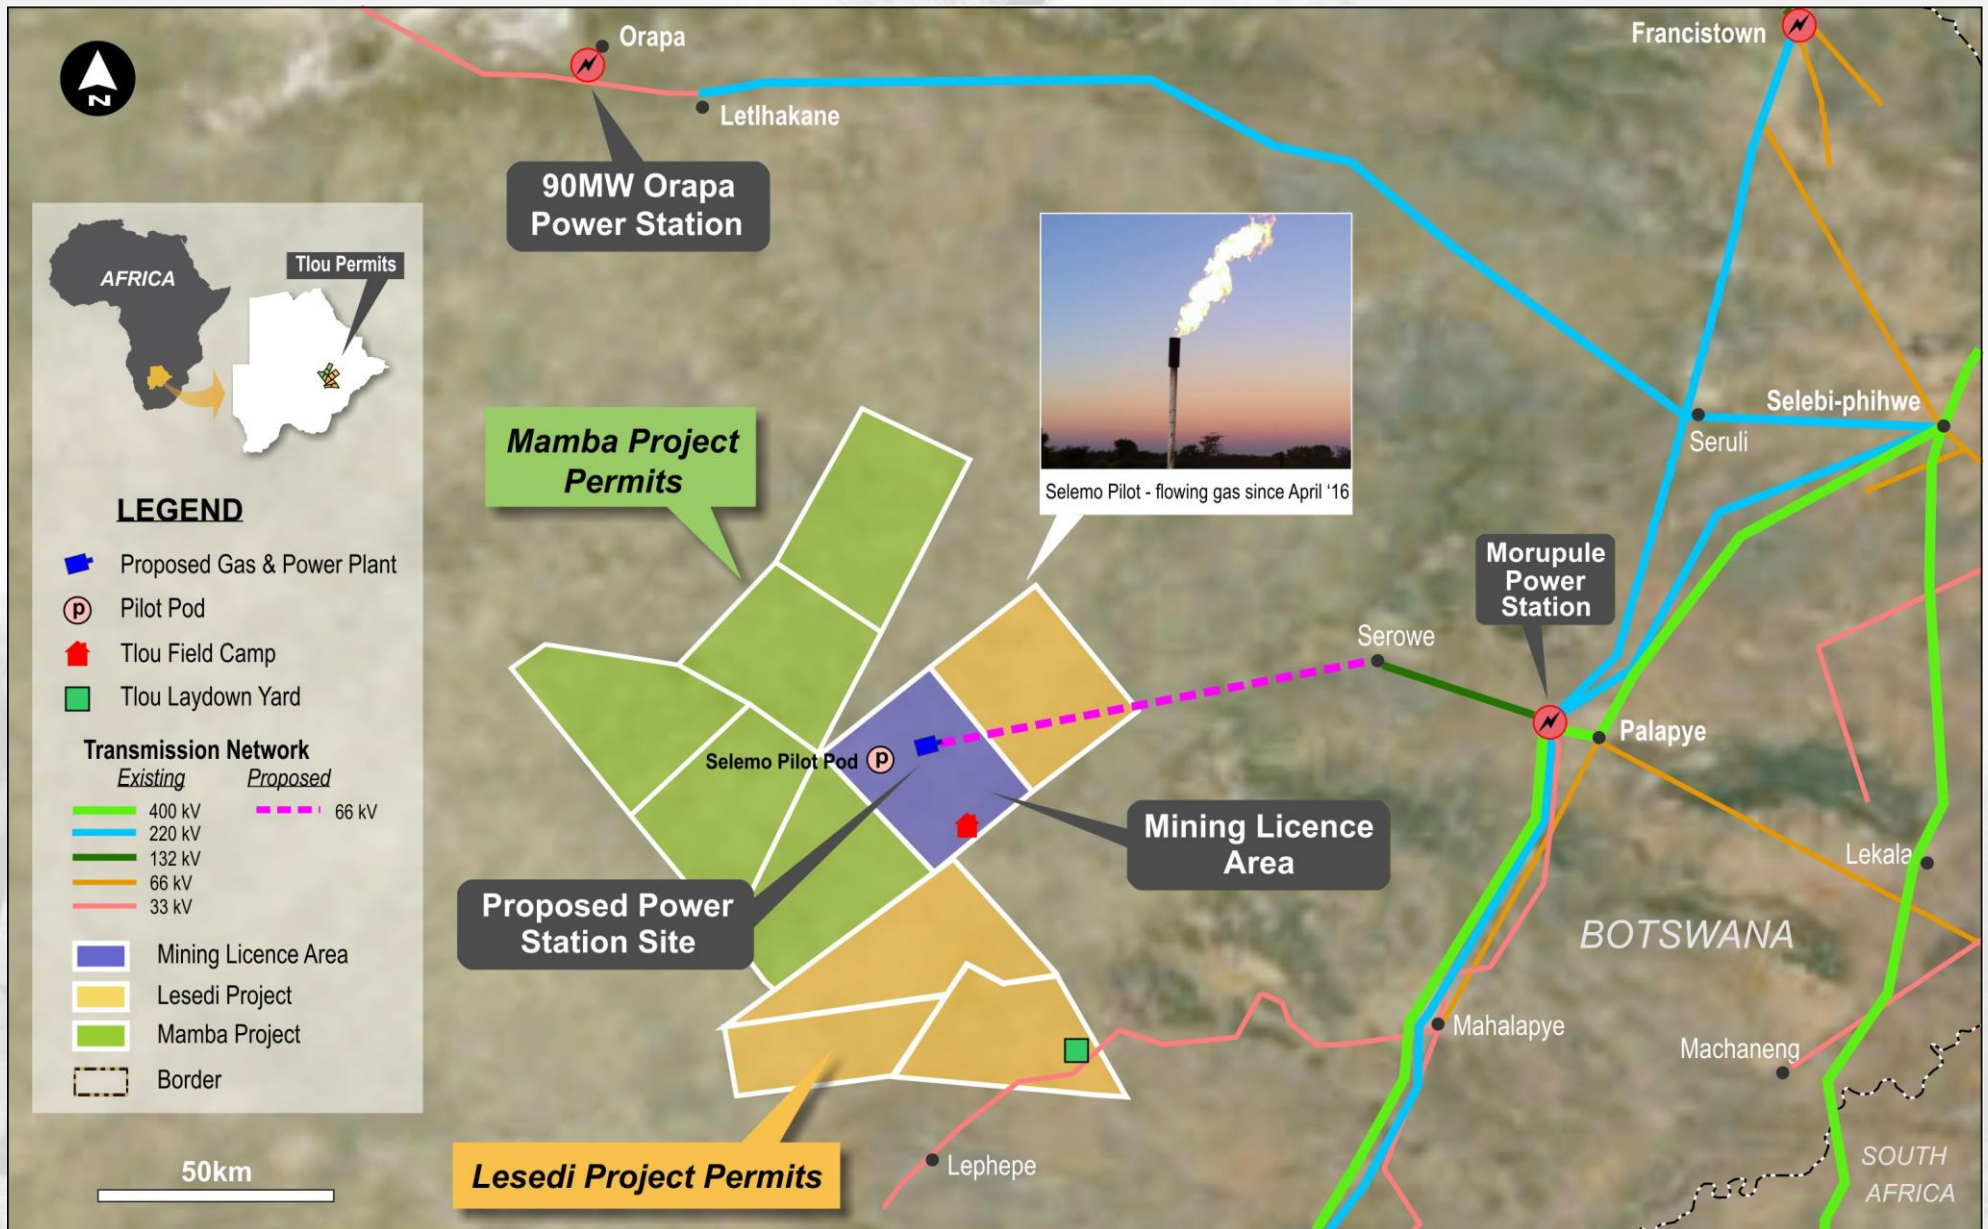 N
Orapa
Letlhakane
90MW Orapa
Power Station
Francistown
AFRICA
Tlou Permits
LEGEND
Proposed Gas & Power Plant
p
Pilot Pod
Tlou Field Camp
Tlou Laydown Yard
Transmission Network
Existing
Proposed
400 kV
66 kV
220 kV
132 kV
66 kV
33 kV
Mining Licence Area
Lesedi Project
Mamba Project
Border
50km
Mamba Project
Permits
Selemo Pilot - flowing gas since April ‘16
Selebi-phihwe
Seruli
Morupule
Power
Station
Serowe
Palapye
Selemo Pilot Pod
p
Mining Licence
Area
Proposed Power
Station Site
Lekala
BOTSWANA
Mahalapye
Machaneng
Lephepe
Lesedi Project Permits
SOUTH
AFRICA